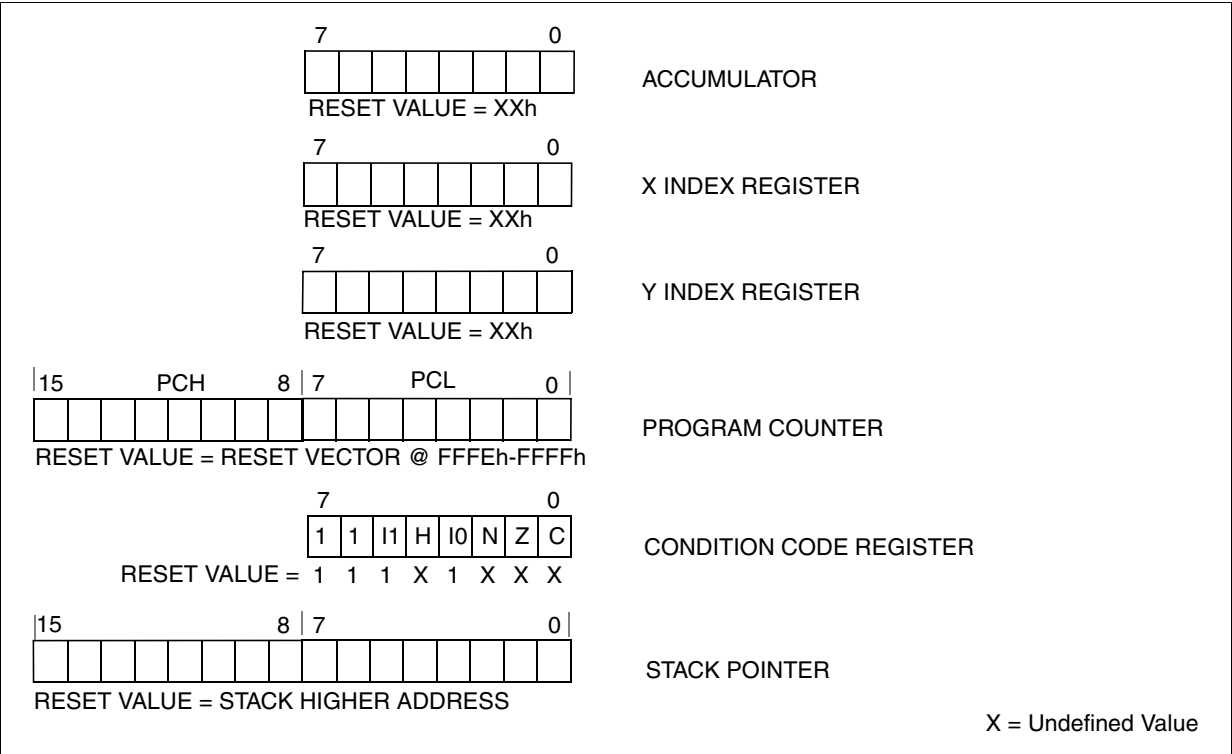 7 0
ACCUMULATOR
RESET VALUE = XXh
7 0
X INDEX REGISTER
RESET VALUE = XXh
7 0
Y INDEX REGISTER
RESET VALUE = XXh
15 PCH 8 7 PCL 0
PROGRAM COUNTER
RESET VALUE = RESET VECTOR @ FFFEh-FFFFh
7 0
1 1 I1 H I0 N Z C
CONDITION CODE REGISTER
RESET VALUE = 1 1 1 X 1 X X X
15 8 7 0
STACK POINTER
RESET VALUE = STACK HIGHER ADDRESS
X = Undefined Value